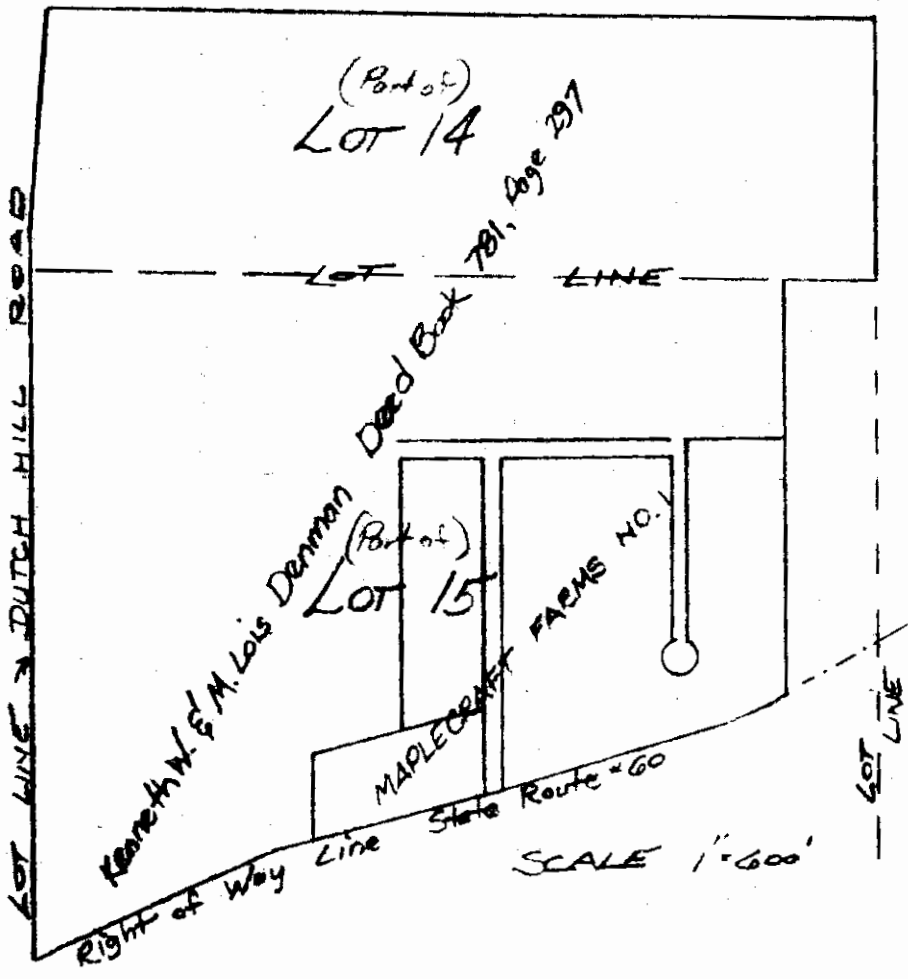 (Part of)
LOT 14
LOT LINE
Kenneth W. & M. Lois Denman Deed Book 781, Page 297
(Part of)
LOT 15
MAPLECRAFT FARMS NO. 1
LOT LINE & DUTCH HILL ROAD
LOT LINE
Right of Way Line State Route #60
SCALE 1"=600'